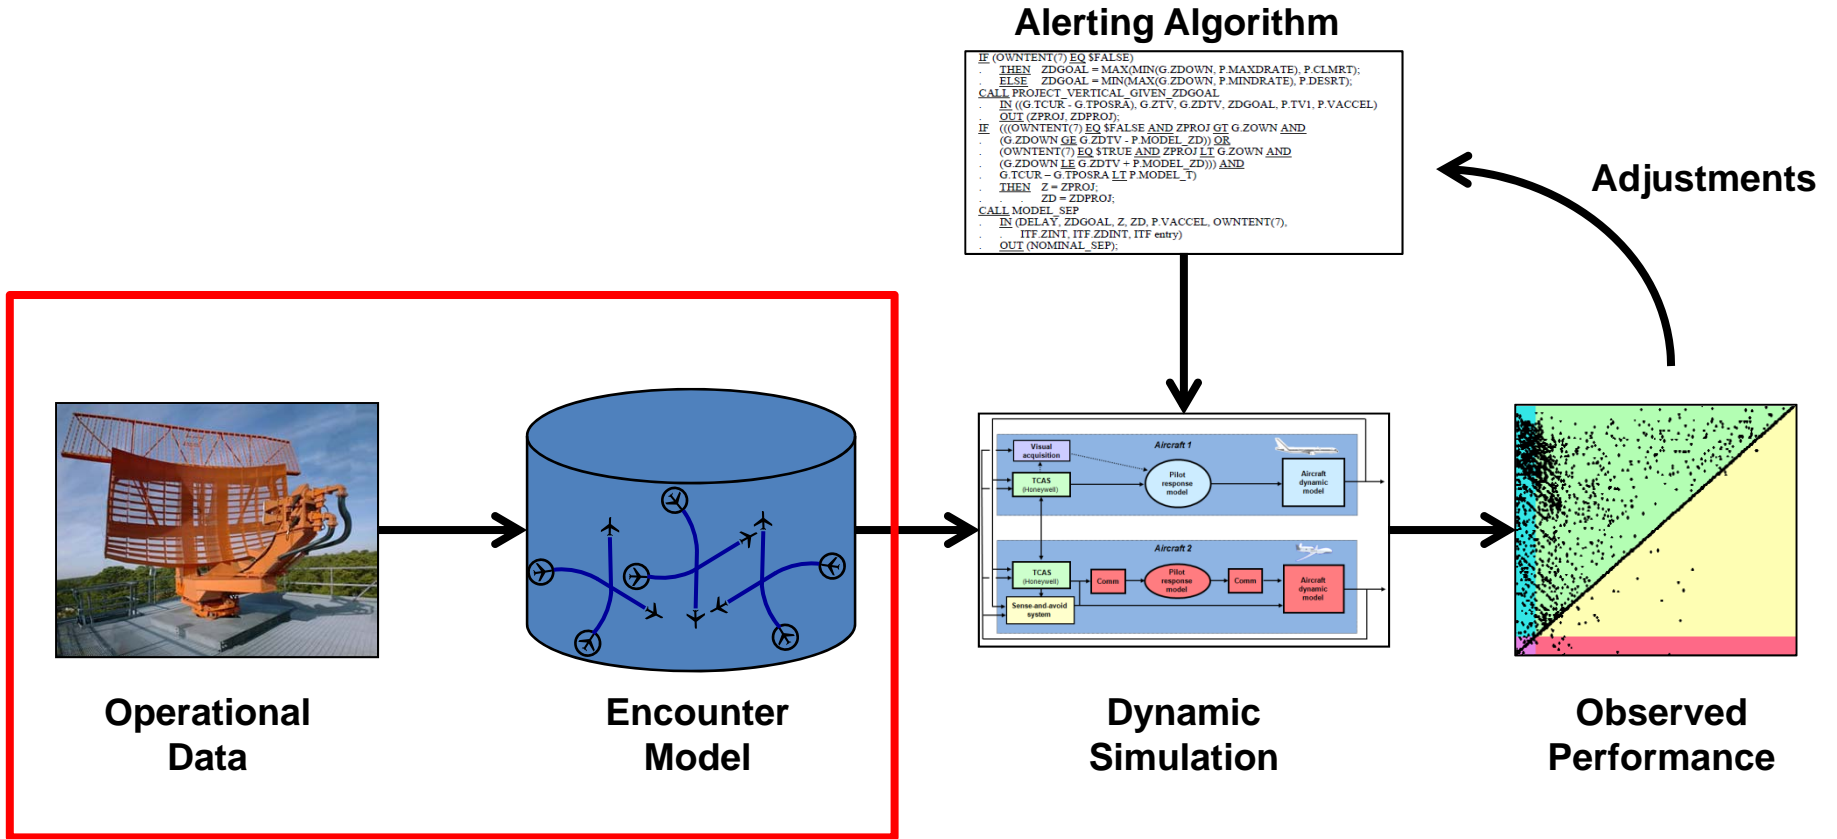 Alerting Algorithm
IF (OWNTENT(7) EQ $FALSE)
. THEN ZDGOAL = MAX(MIN(G.ZDOWN, P.MAXDRATE), P.CLMRT);
. ELSE ZDGOAL = MIN(MAX(G.ZDOWN, P.MINDRATE), P.DESRT);
CALL PROJECT_VERTICAL_GIVEN_ZDGOAL
. IN ((G.TCUR - G.TPOSRA), G.ZTV, G.ZDTV, ZDGOAL, P.TV1, P.VACCEL)
. OUT (ZPROJ, ZDPROJ);
IF (((OWNTENT(7) EQ $FALSE AND ZPROJ GT G.ZOWN AND
. (G.ZDOWN GE G.ZDTV - P.MODEL_ZD)) OR
. (OWNTENT(7) EQ $TRUE AND ZPROJ LT G.ZOWN AND
. (G.ZDOWN LE G.ZDTV + P.MODEL_ZD))) AND
. G.TCUR – G.TPOSRA LT P.MODEL_T)
. THEN Z = ZPROJ;
. . . ZD = ZDPROJ;
CALL MODEL_SEP
. IN (DELAY, ZDGOAL, Z, ZD, P.VACCEL, OWNTENT(7),
. . ITF.ZINT, ITF.ZDINT, ITF entry)
. OUT (NOMINAL_SEP);
Adjustments
Aircraft 1
Visual
acquisition
TCAS
(Honeywell)
Pilot
response
model
Aircraft
dynamic
model
Aircraft 2
TCAS
(Honeywell)
Comm
Pilot
response
model
Comm
Aircraft
dynamic
model
Sense-and-avoid
system
Operational
Data
Encounter
Model
Dynamic
Simulation
Observed
Performance